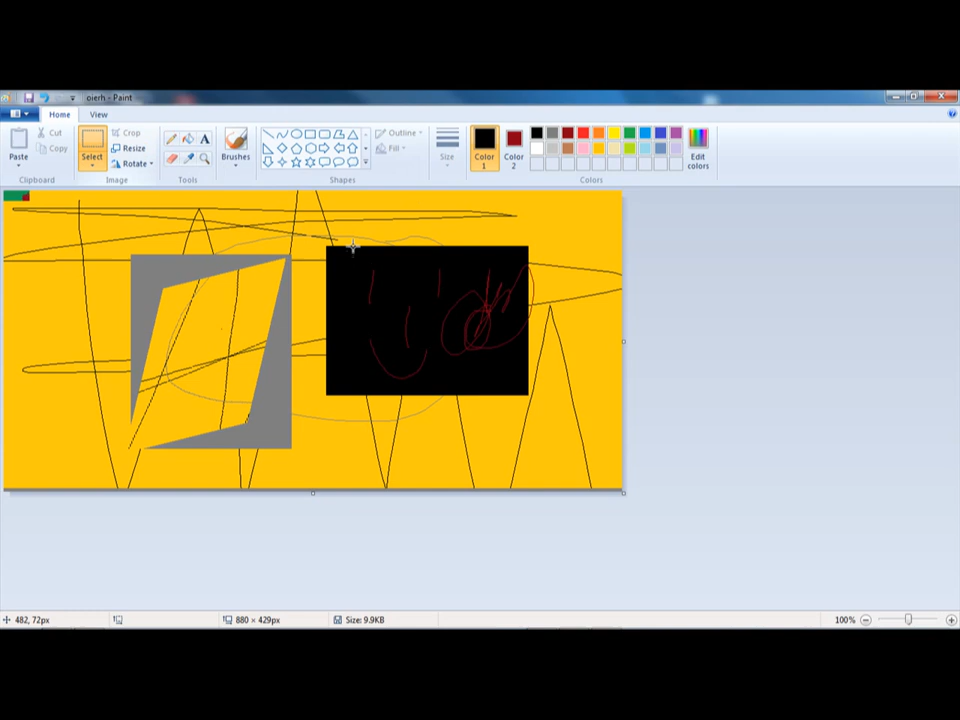 oierh - Paint
Home View
Paste
Cut
Copy
Select
Crop
Resize
Rotate
Brushes
Outline
Fill
Size
Color 1
Color 2
Edit colors
Clipboard Image Tools Shapes Colors
482, 72px 880 × 429px Size: 9.9KB 100%